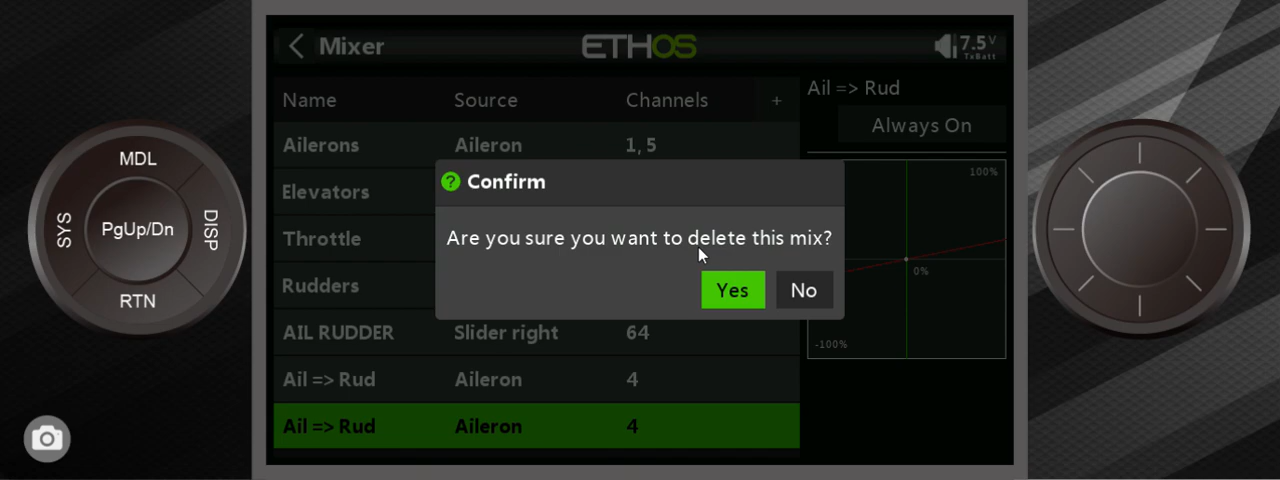 MDL
SYS
PgUp/Dn
DISP
RTN
Mixer
ETHOS
7.5V
TxBatt
Name Source Channels +
Ailerons Aileron 1, 5
Elevators
Throttle
Rudders
AIL RUDDER Slider right 64
Ail => Rud Aileron 4
Ail => Rud Aileron 4
? Confirm
Are you sure you want to delete this mix?
Yes No
Ail => Rud
Always On
100%
0%
-100%